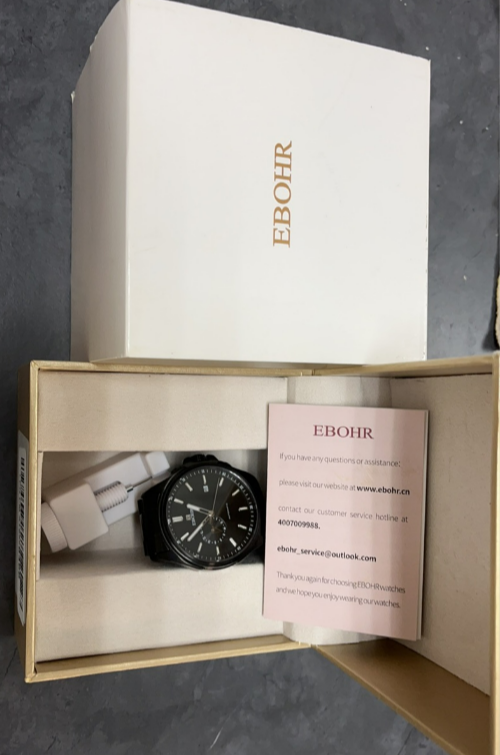 EBOHR
EBOHR
If you have any questions or assistance:
please visit our website at www.ebohr.cn
contact our customer service hotline at
4007009988.
ebohr_service@outlook.com
Thank you again for choosing EBOHR watches
and we hope you enjoy wearing our watches.